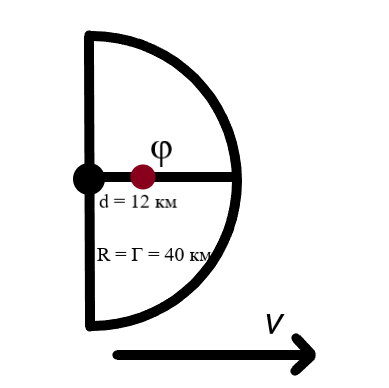 φ
d = 12 км
R = Г = 40 км
V